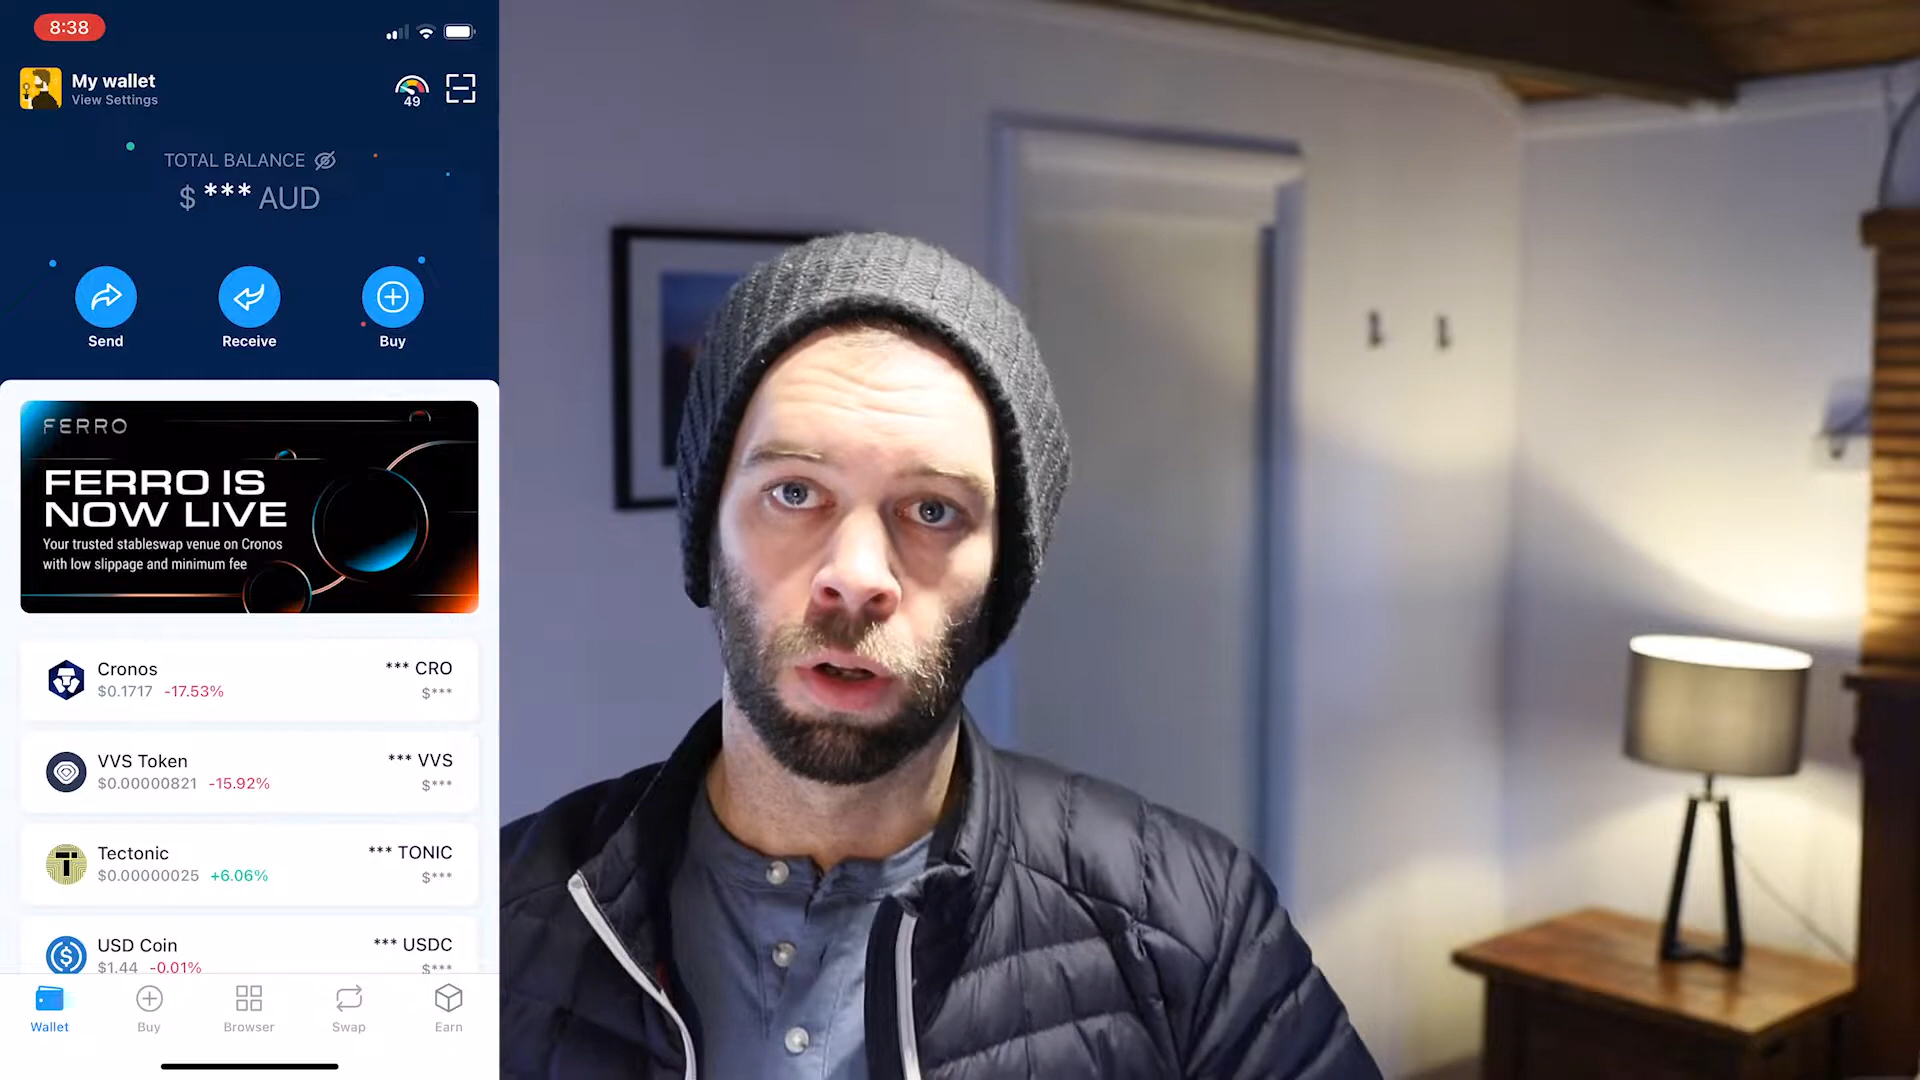 8:38
My wallet
View Settings
49
TOTAL BALANCE
$ *** AUD
Send
Receive
Buy
FERRO
FERRO IS
NOW LIVE
Your trusted stableswap venue on Cronos
with low slippage and minimum fee
Cronos
*** CRO
$0.1717 -17.53%
$***
VVS Token
*** VVS
$0.00000821 -15.92%
$***
Tectonic
*** TONIC
$0.00000025 +6.06%
$***
USD Coin
*** USDC
$1.44 -0.01%
$***
Wallet
Buy
Browser
Swap
Earn